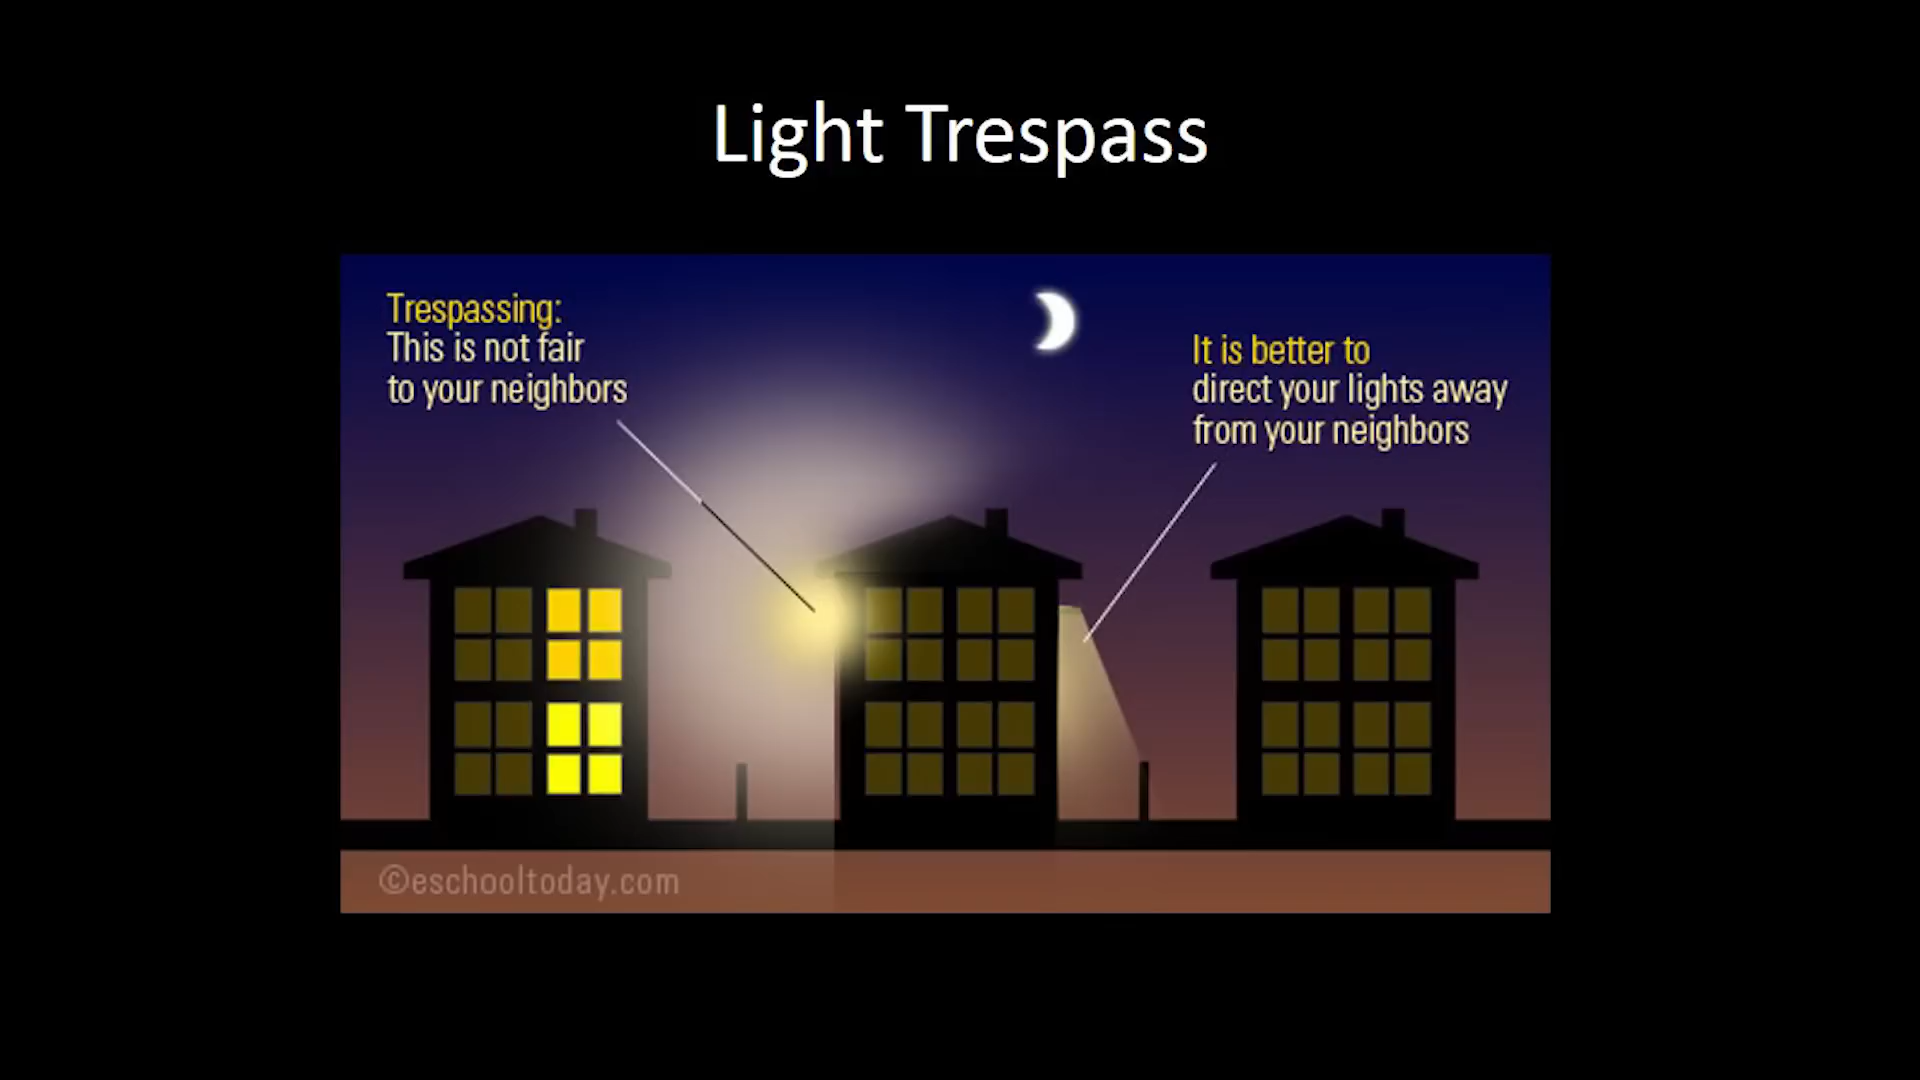 Light Trespass
Trespassing:
This is not fair
to your neighbors
It is better to
direct your lights away
from your neighbors
©eschooltoday.com